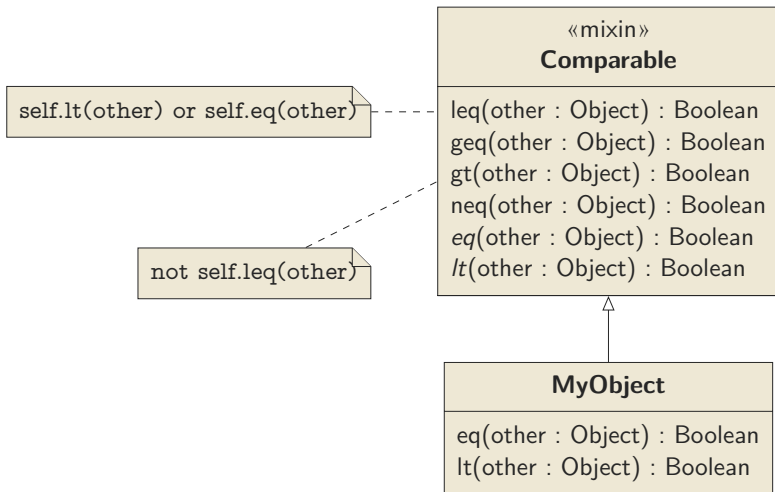 «mixin»
Comparable
self.lt(other) or self.eq(other)
leq(other : Object) : Boolean
geq(other : Object) : Boolean
gt(other : Object) : Boolean
neq(other : Object) : Boolean
eq(other : Object) : Boolean
lt(other : Object) : Boolean
not self.leq(other)
MyObject
eq(other : Object) : Boolean
lt(other : Object) : Boolean